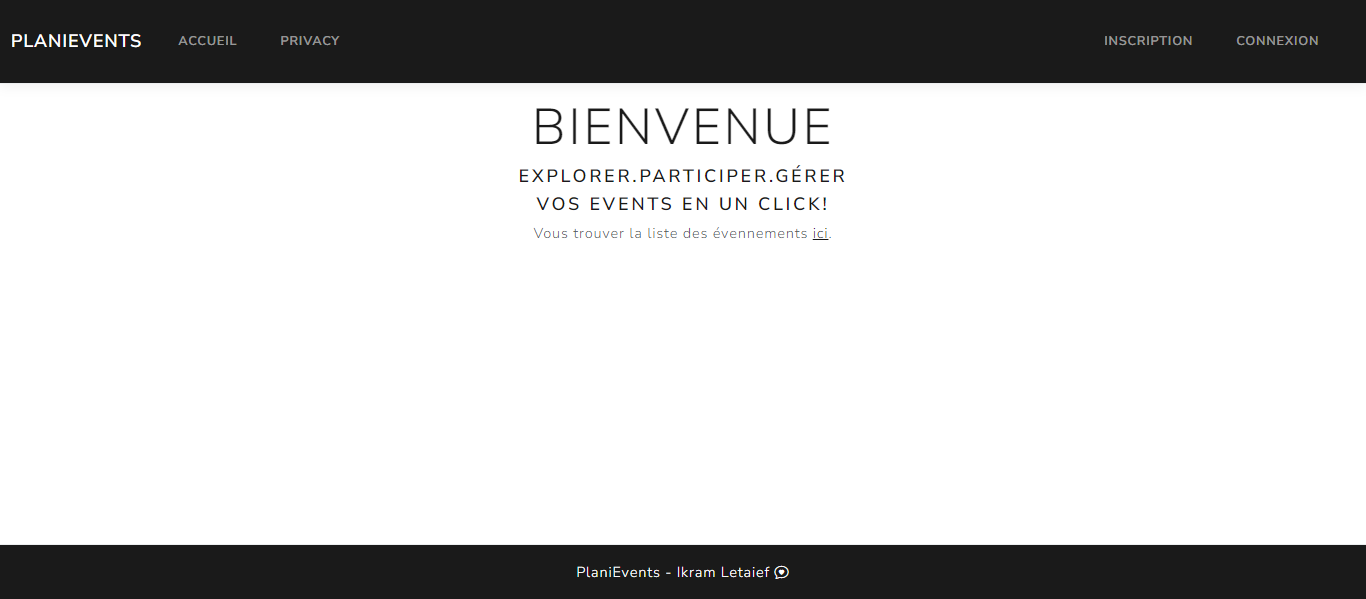 PLANIEVENTS ACCUEIL PRIVACY INSCRIPTION CONNEXION
BIENVENUE
EXPLORER.PARTICIPER.GÉRER
VOS EVENTS EN UN CLICK!
Vous trouver la liste des évennements ici.
PlaniEvents - Ikram Letaief